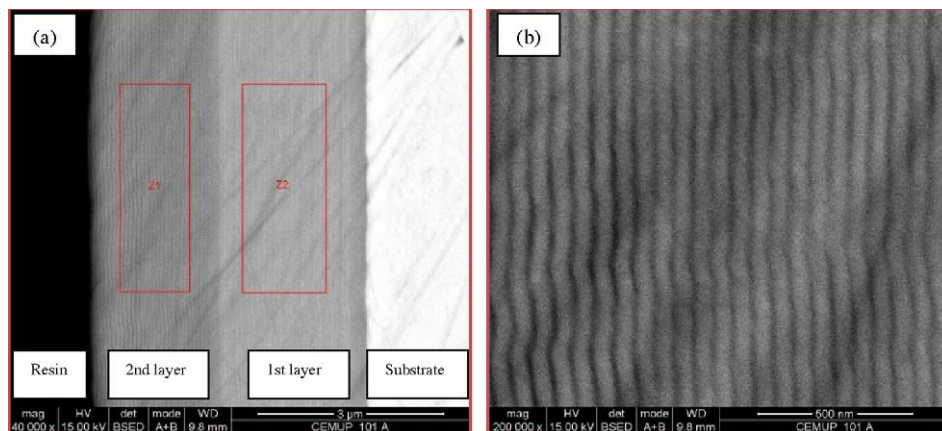 (a)
Z1
Z2
Resin
2nd layer
1st layer
Substrate
mag HV det mode WD 3 µm
40 000 x 15.00 kV BSED A+B 9.8 mm CEMUP 101 A
(b)
mag HV det mode WD 500 nm
200 000 x 15.00 kV BSED A+B 9.8 mm CEMUP 101 A